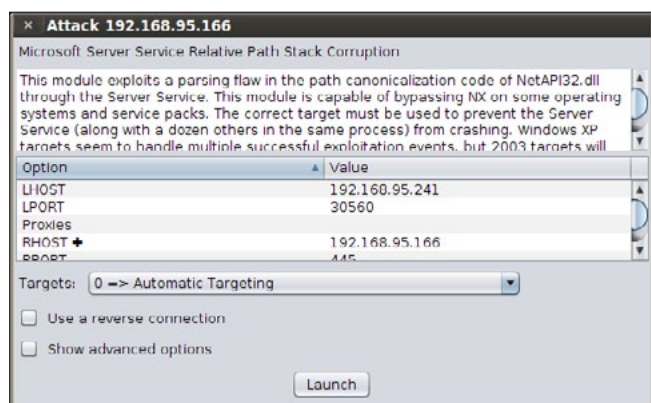 × Attack 192.168.95.166
Microsoft Server Service Relative Path Stack Corruption
This module exploits a parsing flaw in the path canonicalization code of NetAPI32.dll
through the Server Service. This module is capable of bypassing NX on some operating
systems and service packs. The correct target must be used to prevent the Server
Service (along with a dozen others in the same process) from crashing. Windows XP
targets seem to handle multiple successful exploitation events, but 2003 targets will
Option Value
LHOST 192.168.95.241
LPORT 30560
Proxies
RHOST 192.168.95.166
RPORT 445
Targets: 0 => Automatic Targeting
Use a reverse connection
Show advanced options
Launch